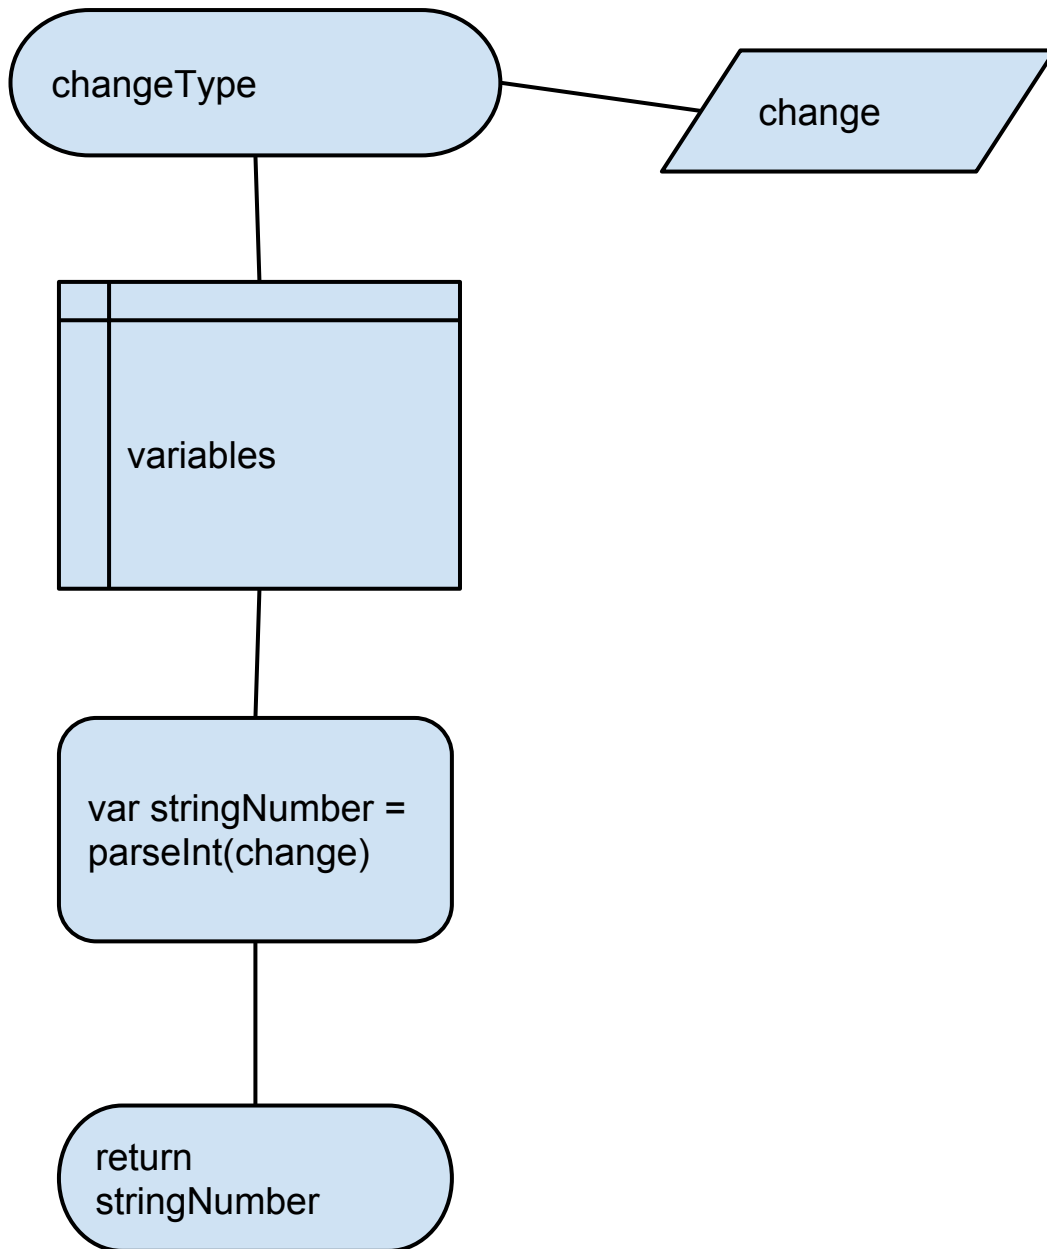 changeType
change
variables
var stringNumber =
parseInt(change)
return
stringNumber